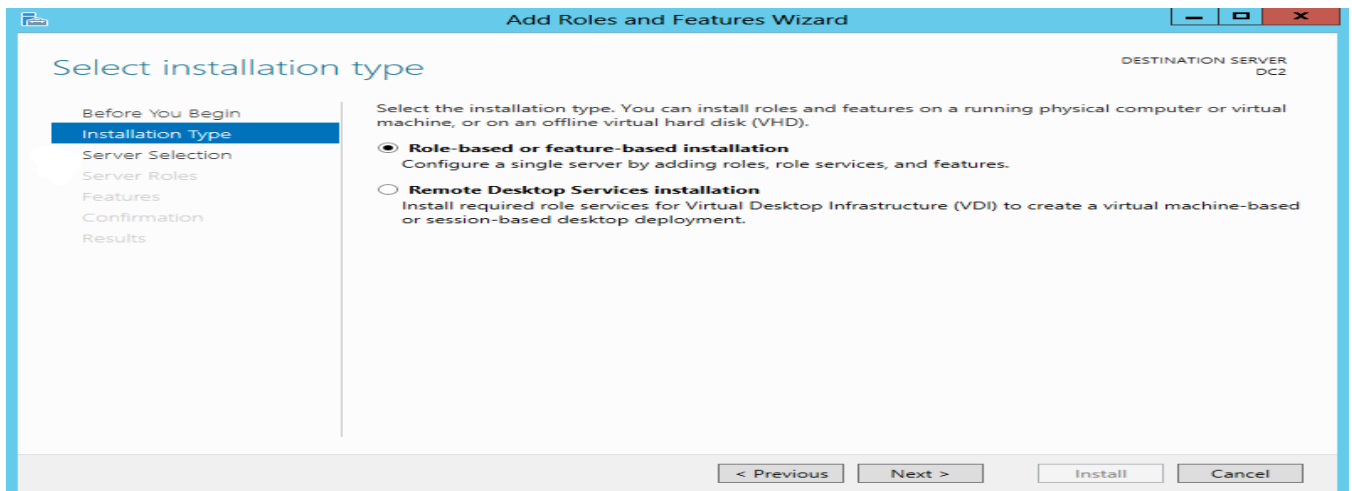 Add Roles and Features Wizard
Select installation type
DESTINATION SERVER
DC2
Before You Begin
Installation Type
Server Selection
Server Roles
Features
Confirmation
Results
Select the installation type. You can install roles and features on a running physical computer or virtual
machine, or on an offline virtual hard disk (VHD).
Role-based or feature-based installation
Configure a single server by adding roles, role services, and features.
Remote Desktop Services installation
Install required role services for Virtual Desktop Infrastructure (VDI) to create a virtual machine-based
or session-based desktop deployment.
< Previous
Next >
Install
Cancel